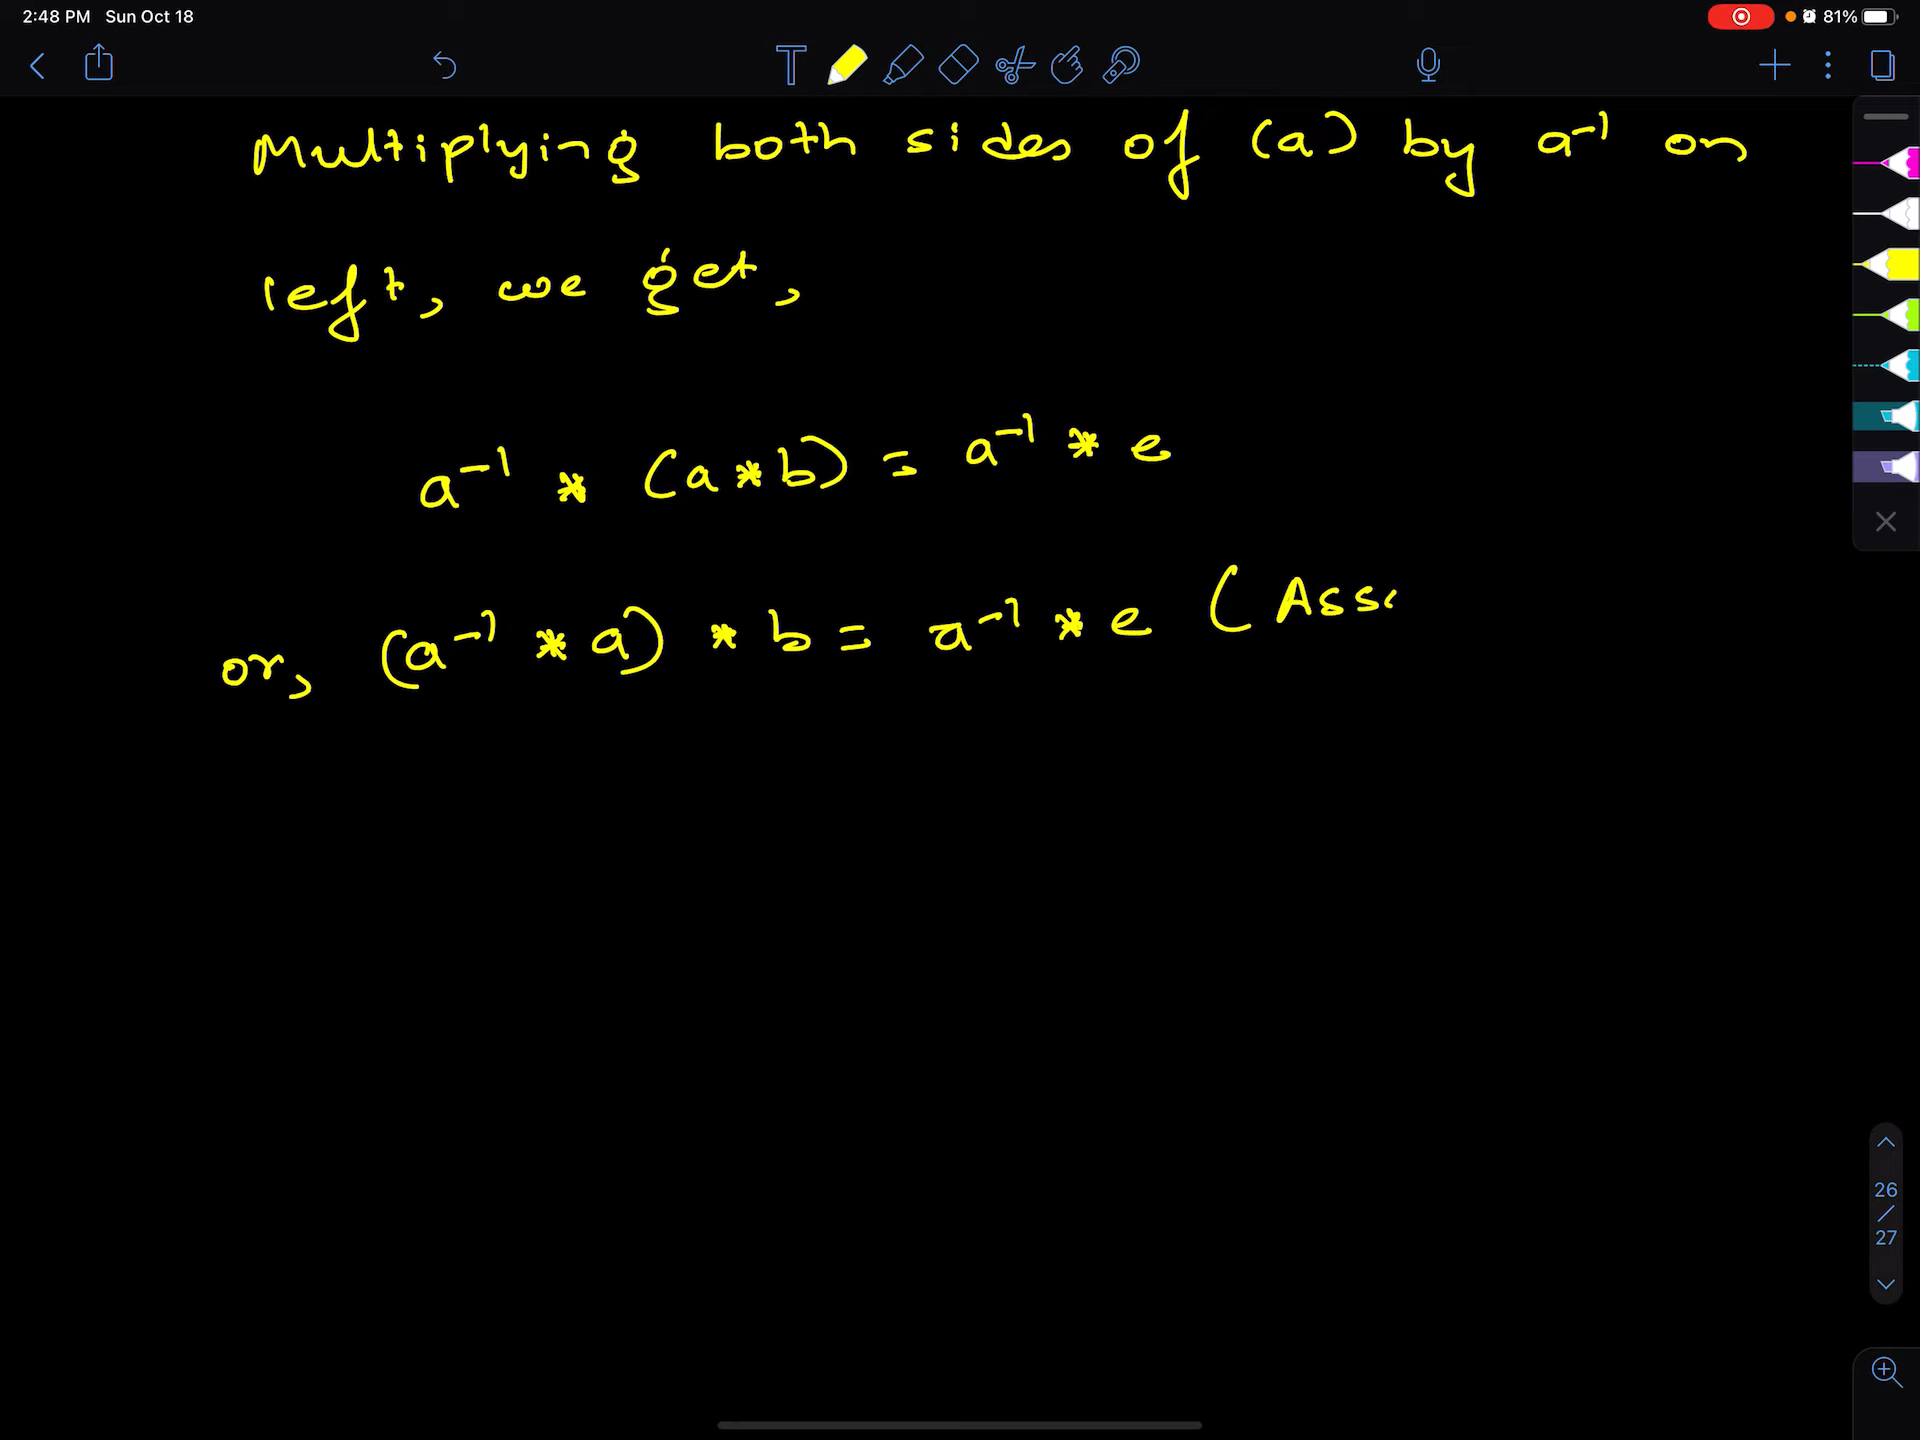 2:48 PM Sun Oct 18
81%
Multiplying both sides of (a) by a⁻¹ on
left, we get,
a⁻¹ * (a * b) = a⁻¹ * e
or, (a⁻¹ * a) * b = a⁻¹ * e (Ass
26
/
27